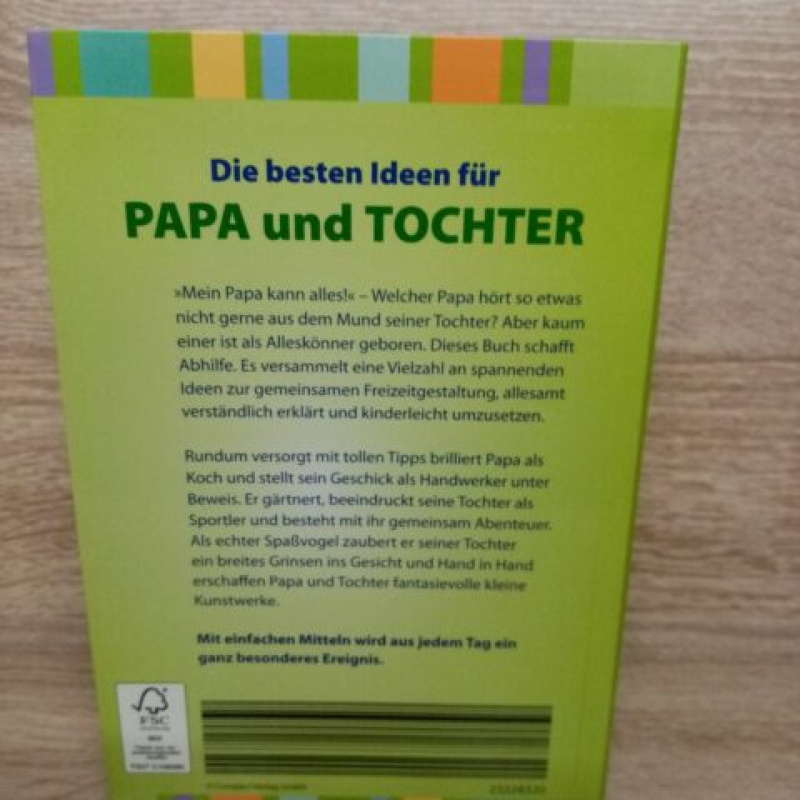 Die besten Ideen für
PAPA und TOCHTER
»Mein Papa kann alles!« – Welcher Papa hört so etwas
nicht gerne aus dem Mund seiner Tochter? Aber kaum
einer ist als Alleskönner geboren. Dieses Buch schafft
Abhilfe. Es versammelt eine Vielzahl an spannenden
Ideen zur gemeinsamen Freizeitgestaltung, allesamt
verständlich erklärt und kinderleicht umzusetzen.
Rundum versorgt mit tollen Tipps brilliert Papa als
Koch und stellt sein Geschick als Handwerker unter
Beweis. Er gärtnert, beeindruckt seine Tochter als
Sportler und besteht mit ihr gemeinsam Abenteuer.
Als echter Spaßvogel zaubert er seiner Tochter
ein breites Grinsen ins Gesicht und Hand in Hand
erschaffen Papa und Tochter fantasievolle kleine
Kunstwerke.
Mit einfachen Mitteln wird aus jedem Tag ein
ganz besonderes Ereignis.
FSC